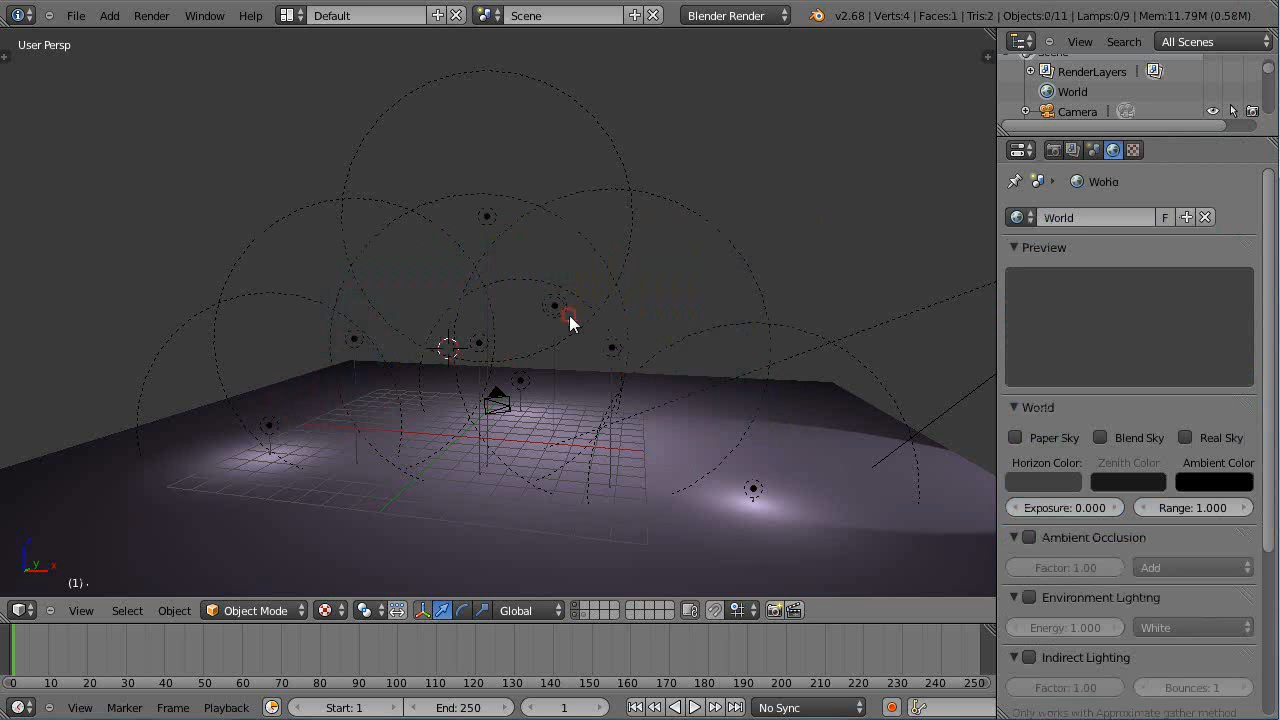 File Add Render Window Help Default Scene Blender Render v2.68 | Verts:4 | Faces:1 | Tris:2 | Objects:0/11 | Lamps:0/9 | Mem:11.79M (0.58M)
User Persp
View Search All Scenes
RenderLayers |
World
Camera |
World
F
Preview
World
Paper Sky Blend Sky Real Sky
Horizon Color: Zenith Color: Ambient Color
Exposure: 0.000 Range: 1.000
Ambient Occlusion
Factor: 1.00 Add
Environment Lighting
Energy: 1.000 White
Indirect Lighting
Factor: 1.00 Bounces: 1
Only works with Approximate gather method
z
y x
(1)
View Select Object Object Mode Global
0 10 20 30 40 50 60 70 80 90 100 110 120 130 140 150 160 170 180 190 200 210 220 230 240 250
View Marker Frame Playback Start: 1 End: 250 1 No Sync